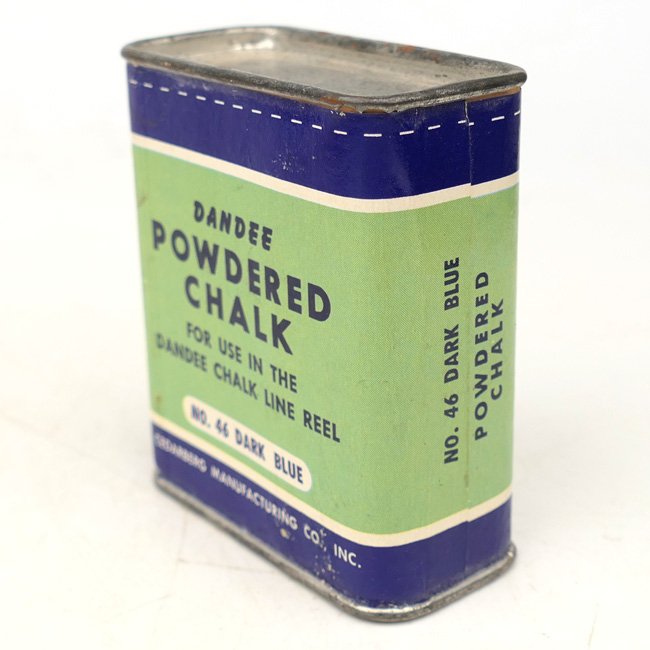 DANDEE
POWDERED
CHALK
FOR USE IN THE
DANDEE CHALK LINE REEL
NO. 46 DARK BLUE
CEDARBERG MANUFACTURING CO., INC.
NO. 46 DARK BLUE
POWDERED
CHALK